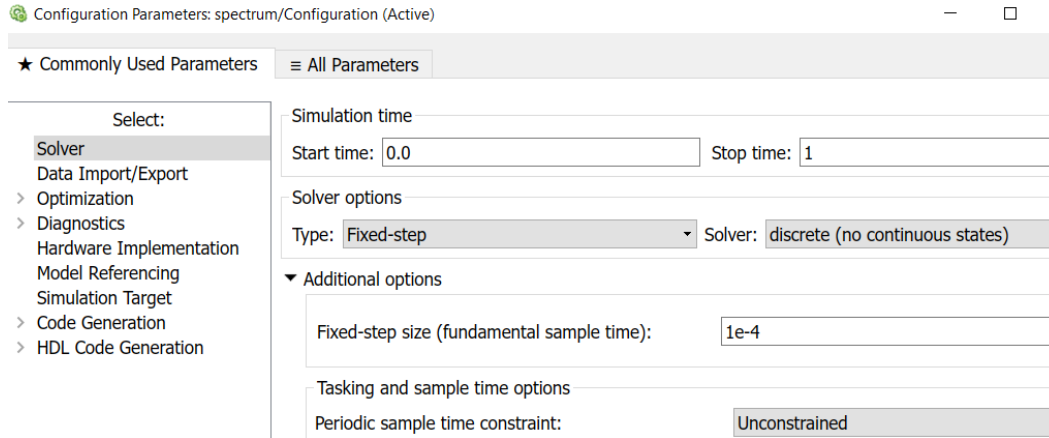 Configuration Parameters: spectrum/Configuration (Active)
★ Commonly Used Parameters ≡ All Parameters
Select:
Solver
Data Import/Export
Optimization
Diagnostics
Hardware Implementation
Model Referencing
Simulation Target
Code Generation
HDL Code Generation
Simulation time
Start time: 0.0 Stop time: 1
Solver options
Type: Fixed-step Solver: discrete (no continuous states)
Additional options
Fixed-step size (fundamental sample time): 1e-4
Tasking and sample time options
Periodic sample time constraint: Unconstrained